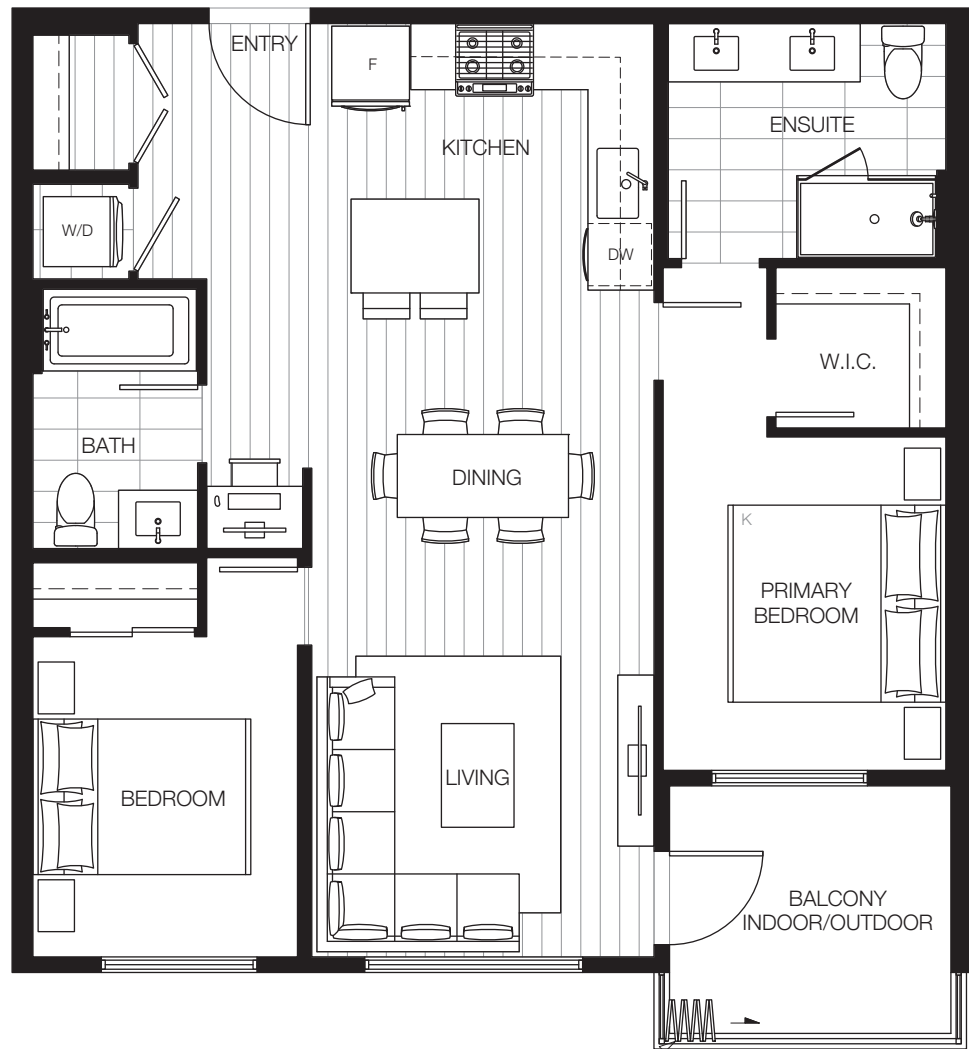 ENTRY
F
KITCHEN
ENSUITE
W/D
DW
W.I.C.
BATH
DINING
K
PRIMARY
BEDROOM
LIVING
BEDROOM
BALCONY
INDOOR/OUTDOOR